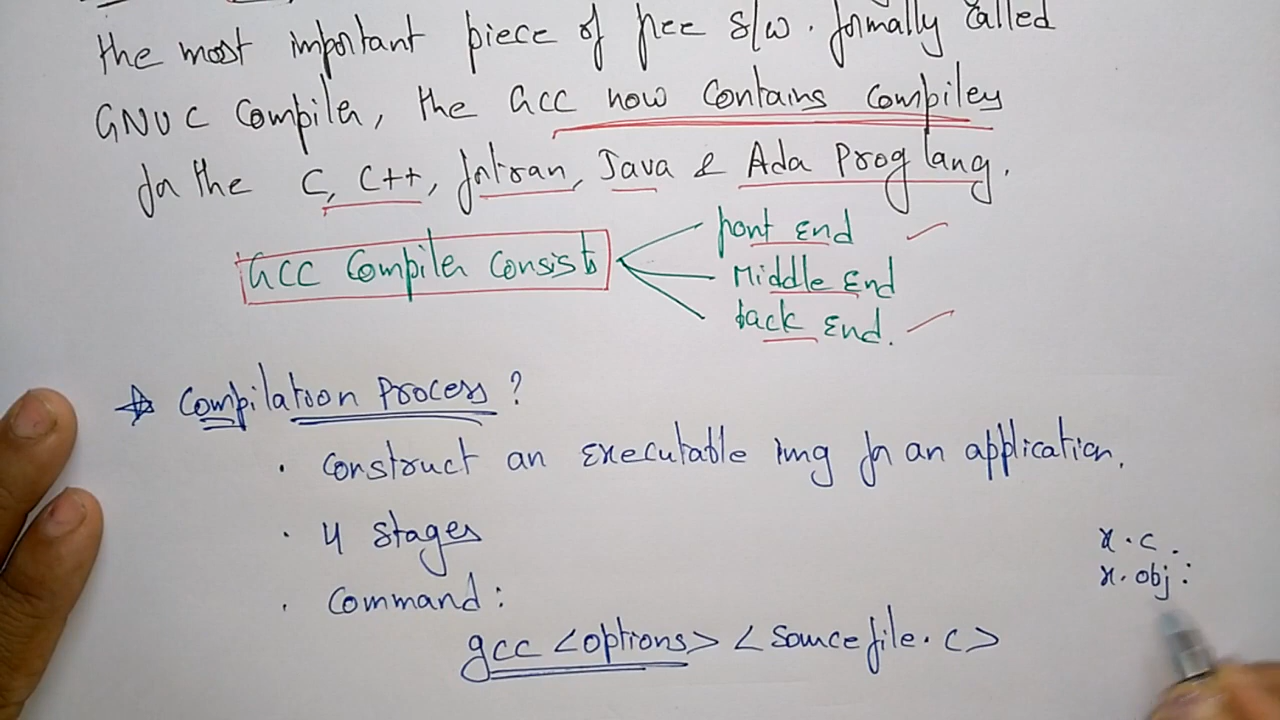 the most important piece of free s/w. formally called
GNU C Compiler, the GCC now contains compiler
for the C, C++, fortran, Java & Ada Prog lang.
GCC Compiler Consists
front End
Middle End
back End.
Compilation Process?
· Construct an executable img for an application.
· 4 stages
· Command:
gcc <options> <source file.c>
x.c.
x.obj: